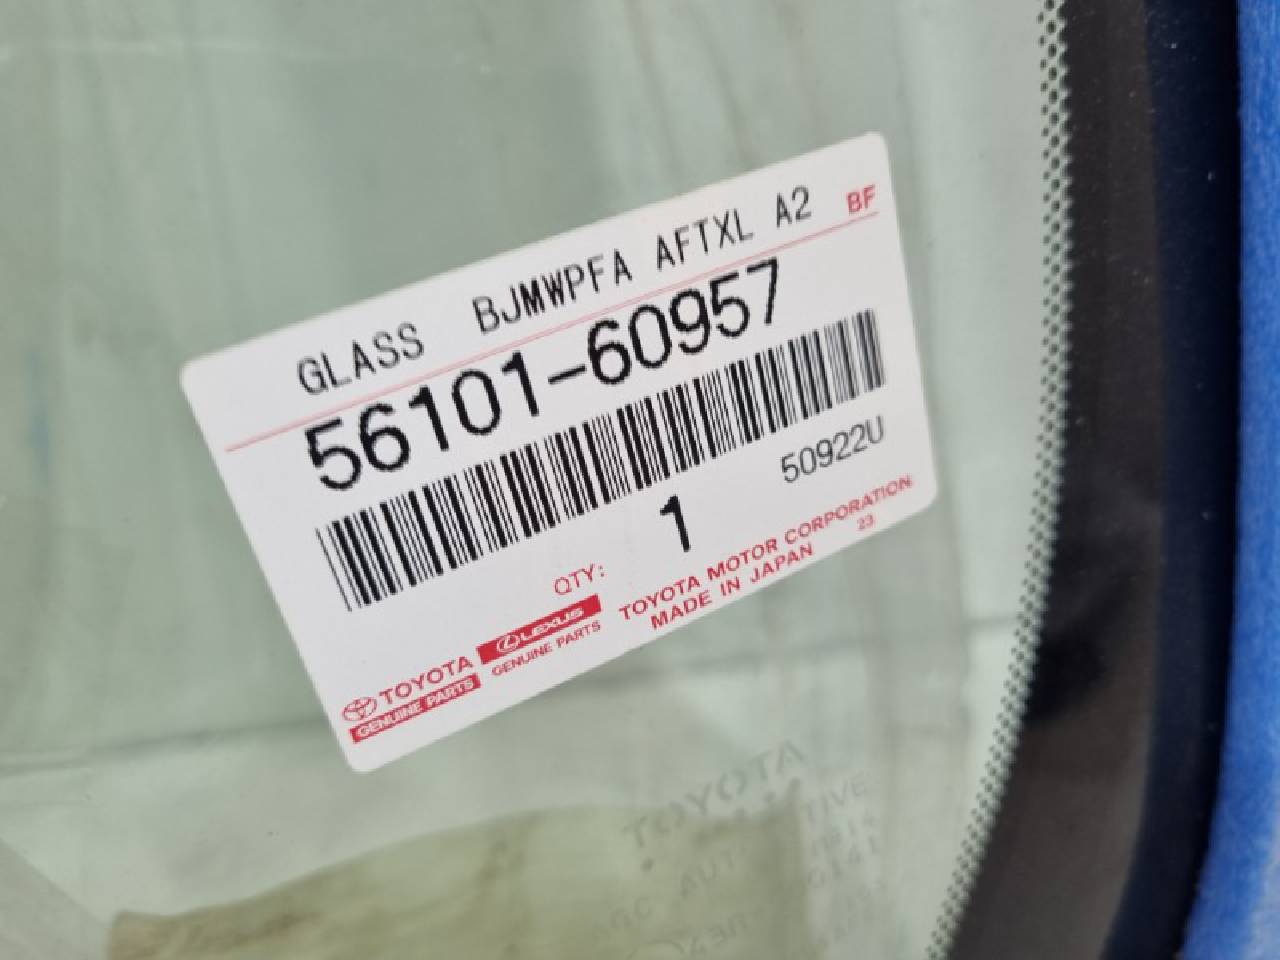 GLASS BJMWPFA AFTXL A2 BF
56101-60957
50922U
QTY: 1
TOYOTA
GENUINE PARTS
LEXUS
GENUINE PARTS
TOYOTA MOTOR CORPORATION
MADE IN JAPAN 23
TOYOTA